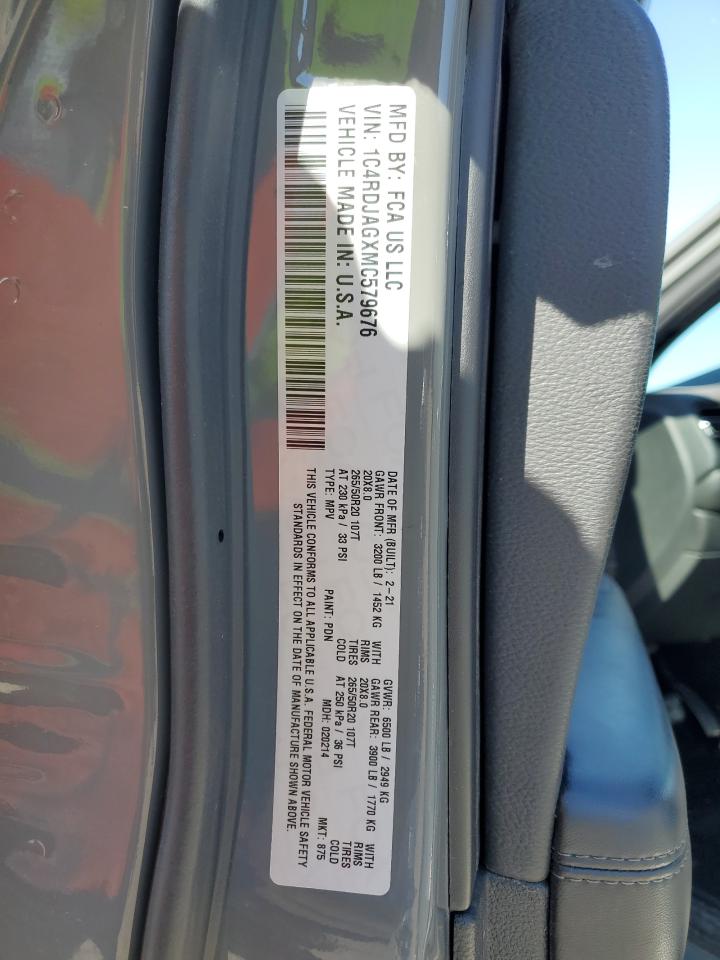 MFD BY: FCA US LLC
VIN: 1C4RDJAGXMC579676
VEHICLE MADE IN: U.S.A.
DATE OF MFR (BUILT): 2-21 GVWR: 6500 LB / 2949 KG
GAWR FRONT: 3200 LB / 1452 KG WITH GAWR REAR: 3900 LB / 1770 KG WITH
20X8.0 RIMS 20X8.0 RIMS
265/50R20 107T TIRES 265/50R20 107T TIRES
AT 230 kPa / 33 PSI COLD AT 250 kPa / 36 PSI COLD
TYPE: MPV PAINT: PDN MDH: 020214 MKT: 875
THIS VEHICLE CONFORMS TO ALL APPLICABLE U.S.A. FEDERAL MOTOR VEHICLE SAFETY
STANDARDS IN EFFECT ON THE DATE OF MANUFACTURE SHOWN ABOVE.